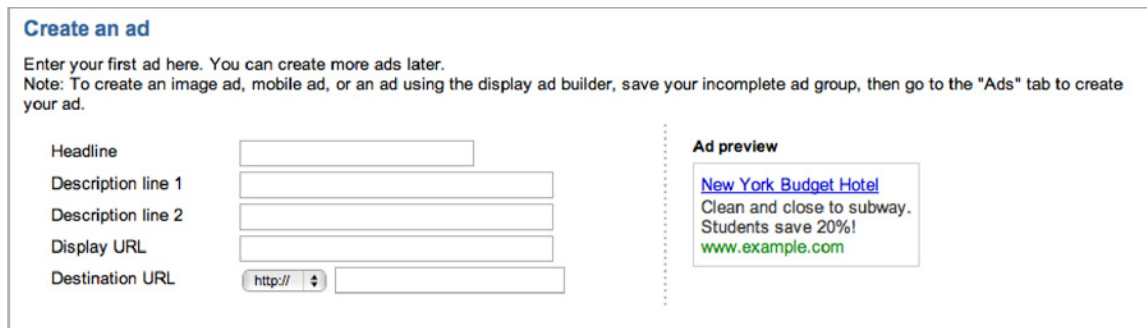 Create an ad
Enter your first ad here. You can create more ads later.
Note: To create an image ad, mobile ad, or an ad using the display ad builder, save your incomplete ad group, then go to the "Ads" tab to create
your ad.
Headline
Description line 1
Description line 2
Display URL
Destination URL
http://
Ad preview
New York Budget Hotel
Clean and close to subway.
Students save 20%!
www.example.com